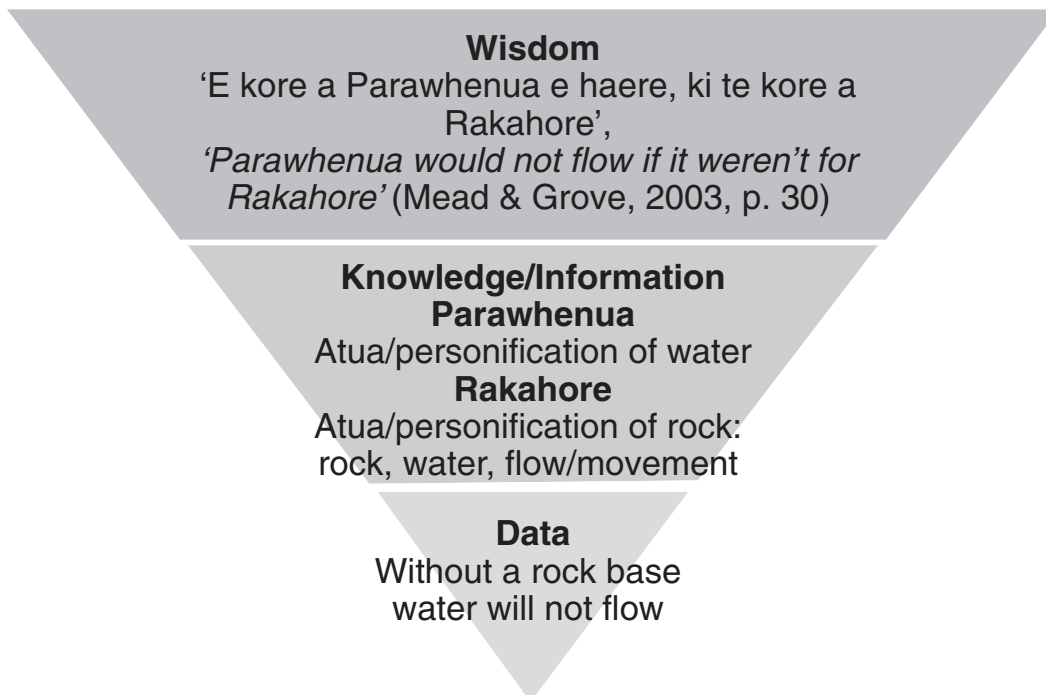 Wisdom
‘E kore a Parawhenua e haere, ki te kore a
Rakahore’,
‘Parawhenua would not flow if it weren’t for
Rakahore’ (Mead & Grove, 2003, p. 30)
Knowledge/Information
Parawhenua
Atua/personification of water
Rakahore
Atua/personification of rock:
rock, water, flow/movement
Data
Without a rock base
water will not flow